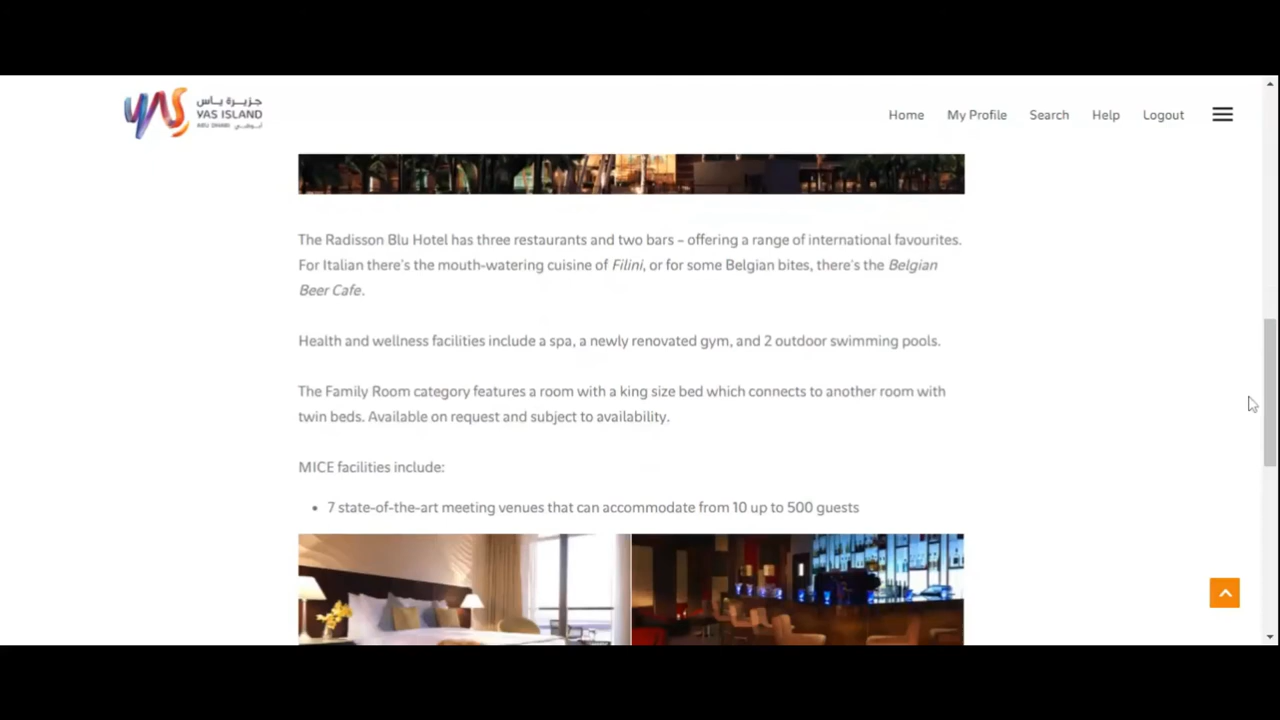 جزيرة ياس
YAS ISLAND
ABU DHABI أبوظبي
Home My Profile Search Help Logout
The Radisson Blu Hotel has three restaurants and two bars – offering a range of international favourites.
For Italian there's the mouth-watering cuisine of Filini, or for some Belgian bites, there's the Belgian
Beer Cafe.
Health and wellness facilities include a spa, a newly renovated gym, and 2 outdoor swimming pools.
The Family Room category features a room with a king size bed which connects to another room with
twin beds. Available on request and subject to availability.
MICE facilities include:
• 7 state-of-the-art meeting venues that can accommodate from 10 up to 500 guests